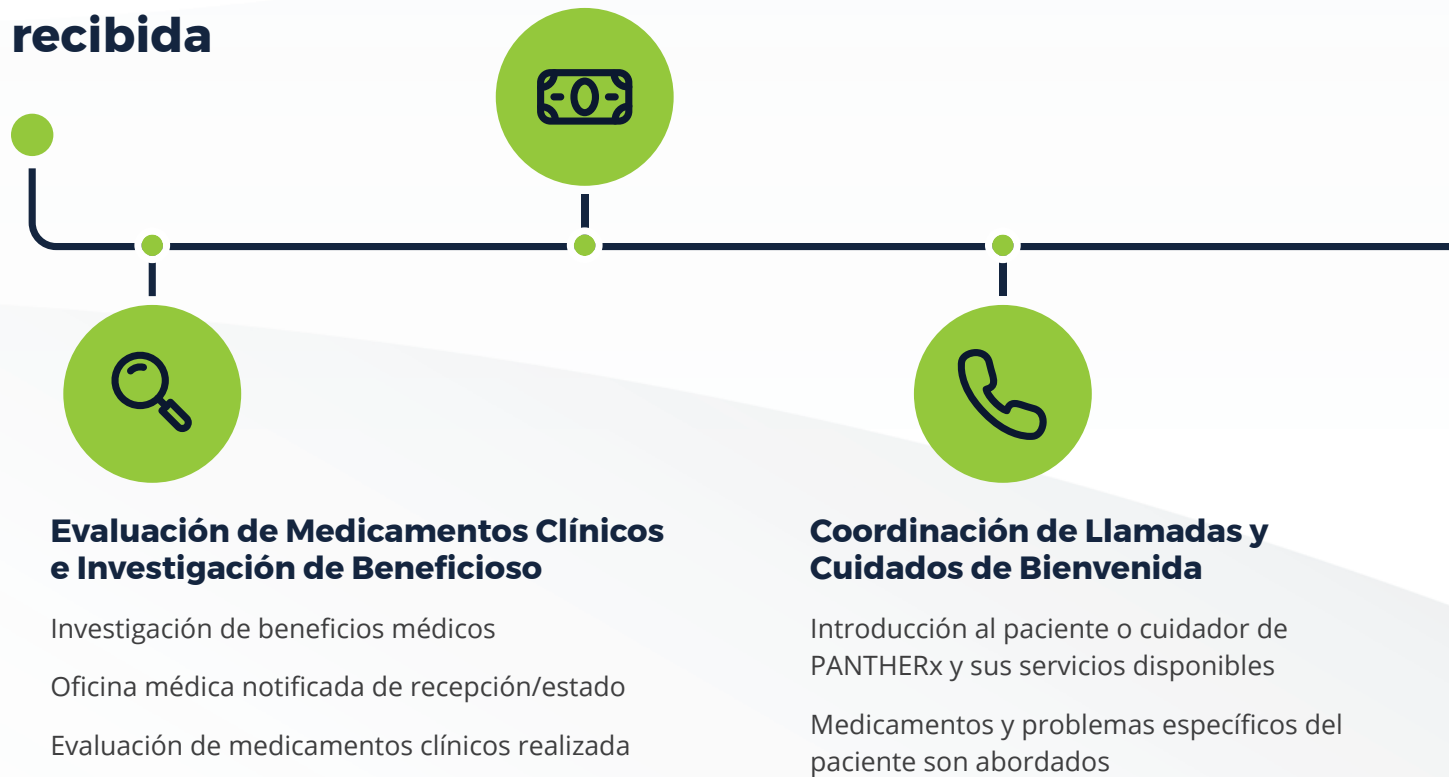 recibida
Evaluación de Medicamentos Clínicos
e Investigación de Beneficioso
Investigación de beneficios médicos
Oficina médica notificada de recepción/estado
Evaluación de medicamentos clínicos realizada
Coordinación de Llamadas y
Cuidados de Bienvenida
Introducción al paciente o cuidador de
PANTHERx y sus servicios disponibles
Medicamentos y problemas específicos del
paciente son abordados